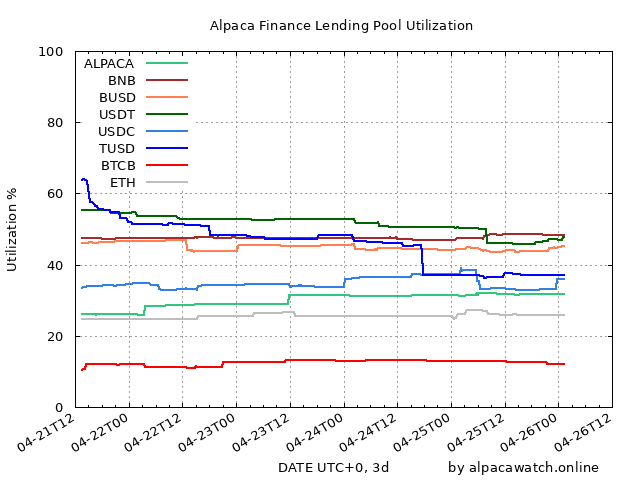 Alpaca Finance Lending Pool Utilization
100
80
60
40
20
0
Utilization %
ALPACA
BNB
BUSD
USDT
USDC
TUSD
BTCB
ETH
04-21T12
04-22T00
04-22T12
04-23T00
04-23T12
04-24T00
04-24T12
04-25T00
04-25T12
04-26T00
04-26T12
DATE UTC+0, 3d
by alpacawatch.online